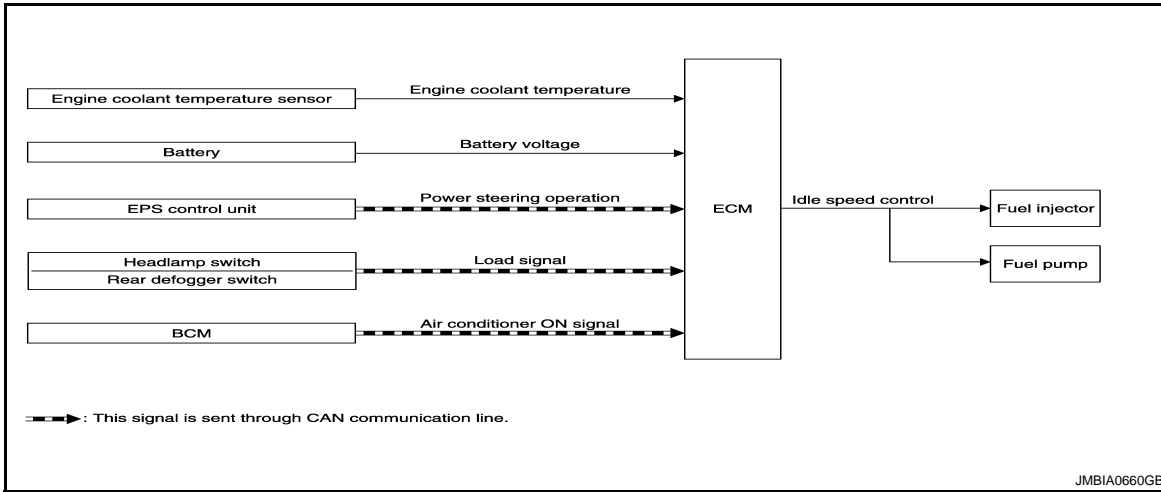 Engine coolant temperature sensor
Engine coolant temperature
Battery
Battery voltage
EPS control unit
Power steering operation
ECM
Idle speed control
Fuel injector
Headlamp switch
Rear defogger switch
Load signal
Fuel pump
BCM
Air conditioner ON signal
: This signal is sent through CAN communication line.
JMBIA0660GB